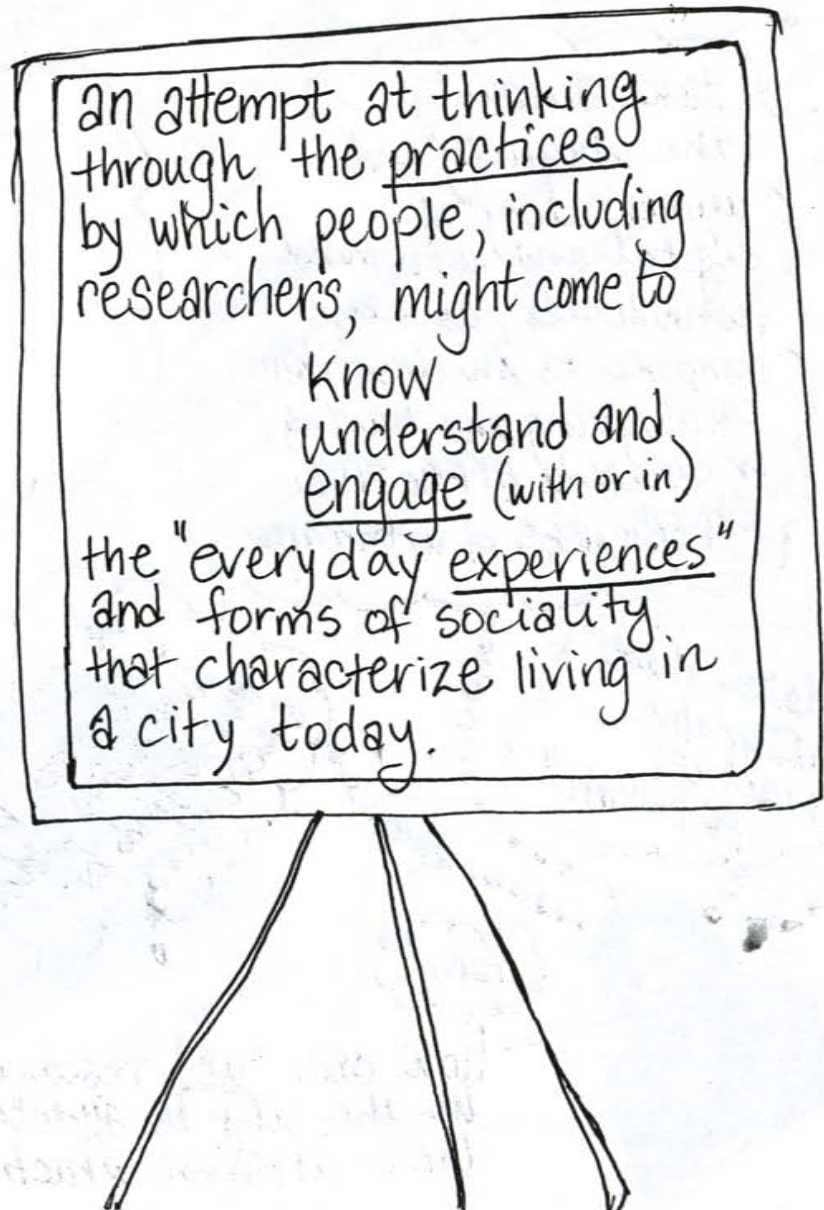 an attempt at thinking
through the practices
by which people, including
researchers, might come to
know
understand and
engage (with or in)
the "everyday experiences"
and forms of sociality
that characterize living in
a city today.